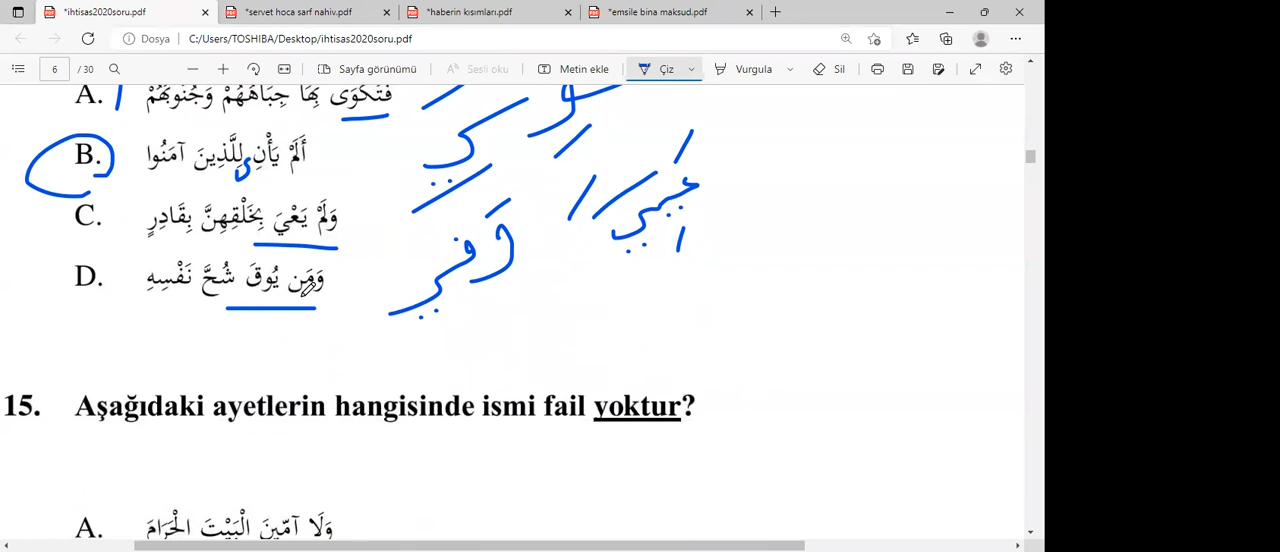 *ihtisas2020soru.pdf
*servet hoca sarf nahiv.pdf
*haberin kısımları.pdf
*emsile bina maksud.pdf
Dosya C:/Users/TOSHIBA/Desktop/ihtisas2020soru.pdf
6 / 30 Sayfa görünümü Sesli oku Metin ekle Çiz Vurgula Sil
A. فَتُكْوَى بِهَا جِبَاهُهُمْ وَجُنُوبُهُمْ
B. أَلَمْ يَأْنِ لِلَّذِينَ آمَنُوا
C. وَلَمْ يَعْيَ بِخَلْقِهِنَّ بِقَادِرٍ
D. وَمَن يُوقَ شُحَّ نَفْسِهِ
وَقي
15. Aşağıdaki ayetlerin hangisinde ismi fail yoktur?
A. وَلَا آمِّينَ الْبَيْتَ الْحَرَامَ